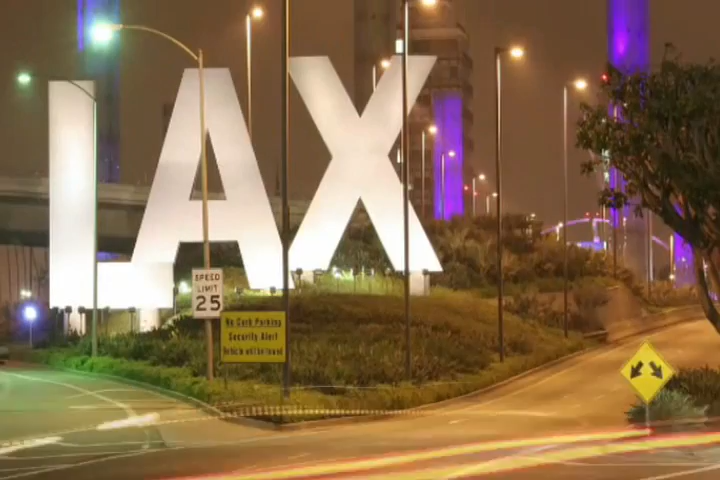 LAX
SPEED
LIMIT
25
No Curb Parking
Security Alert
Vehicle will be towed